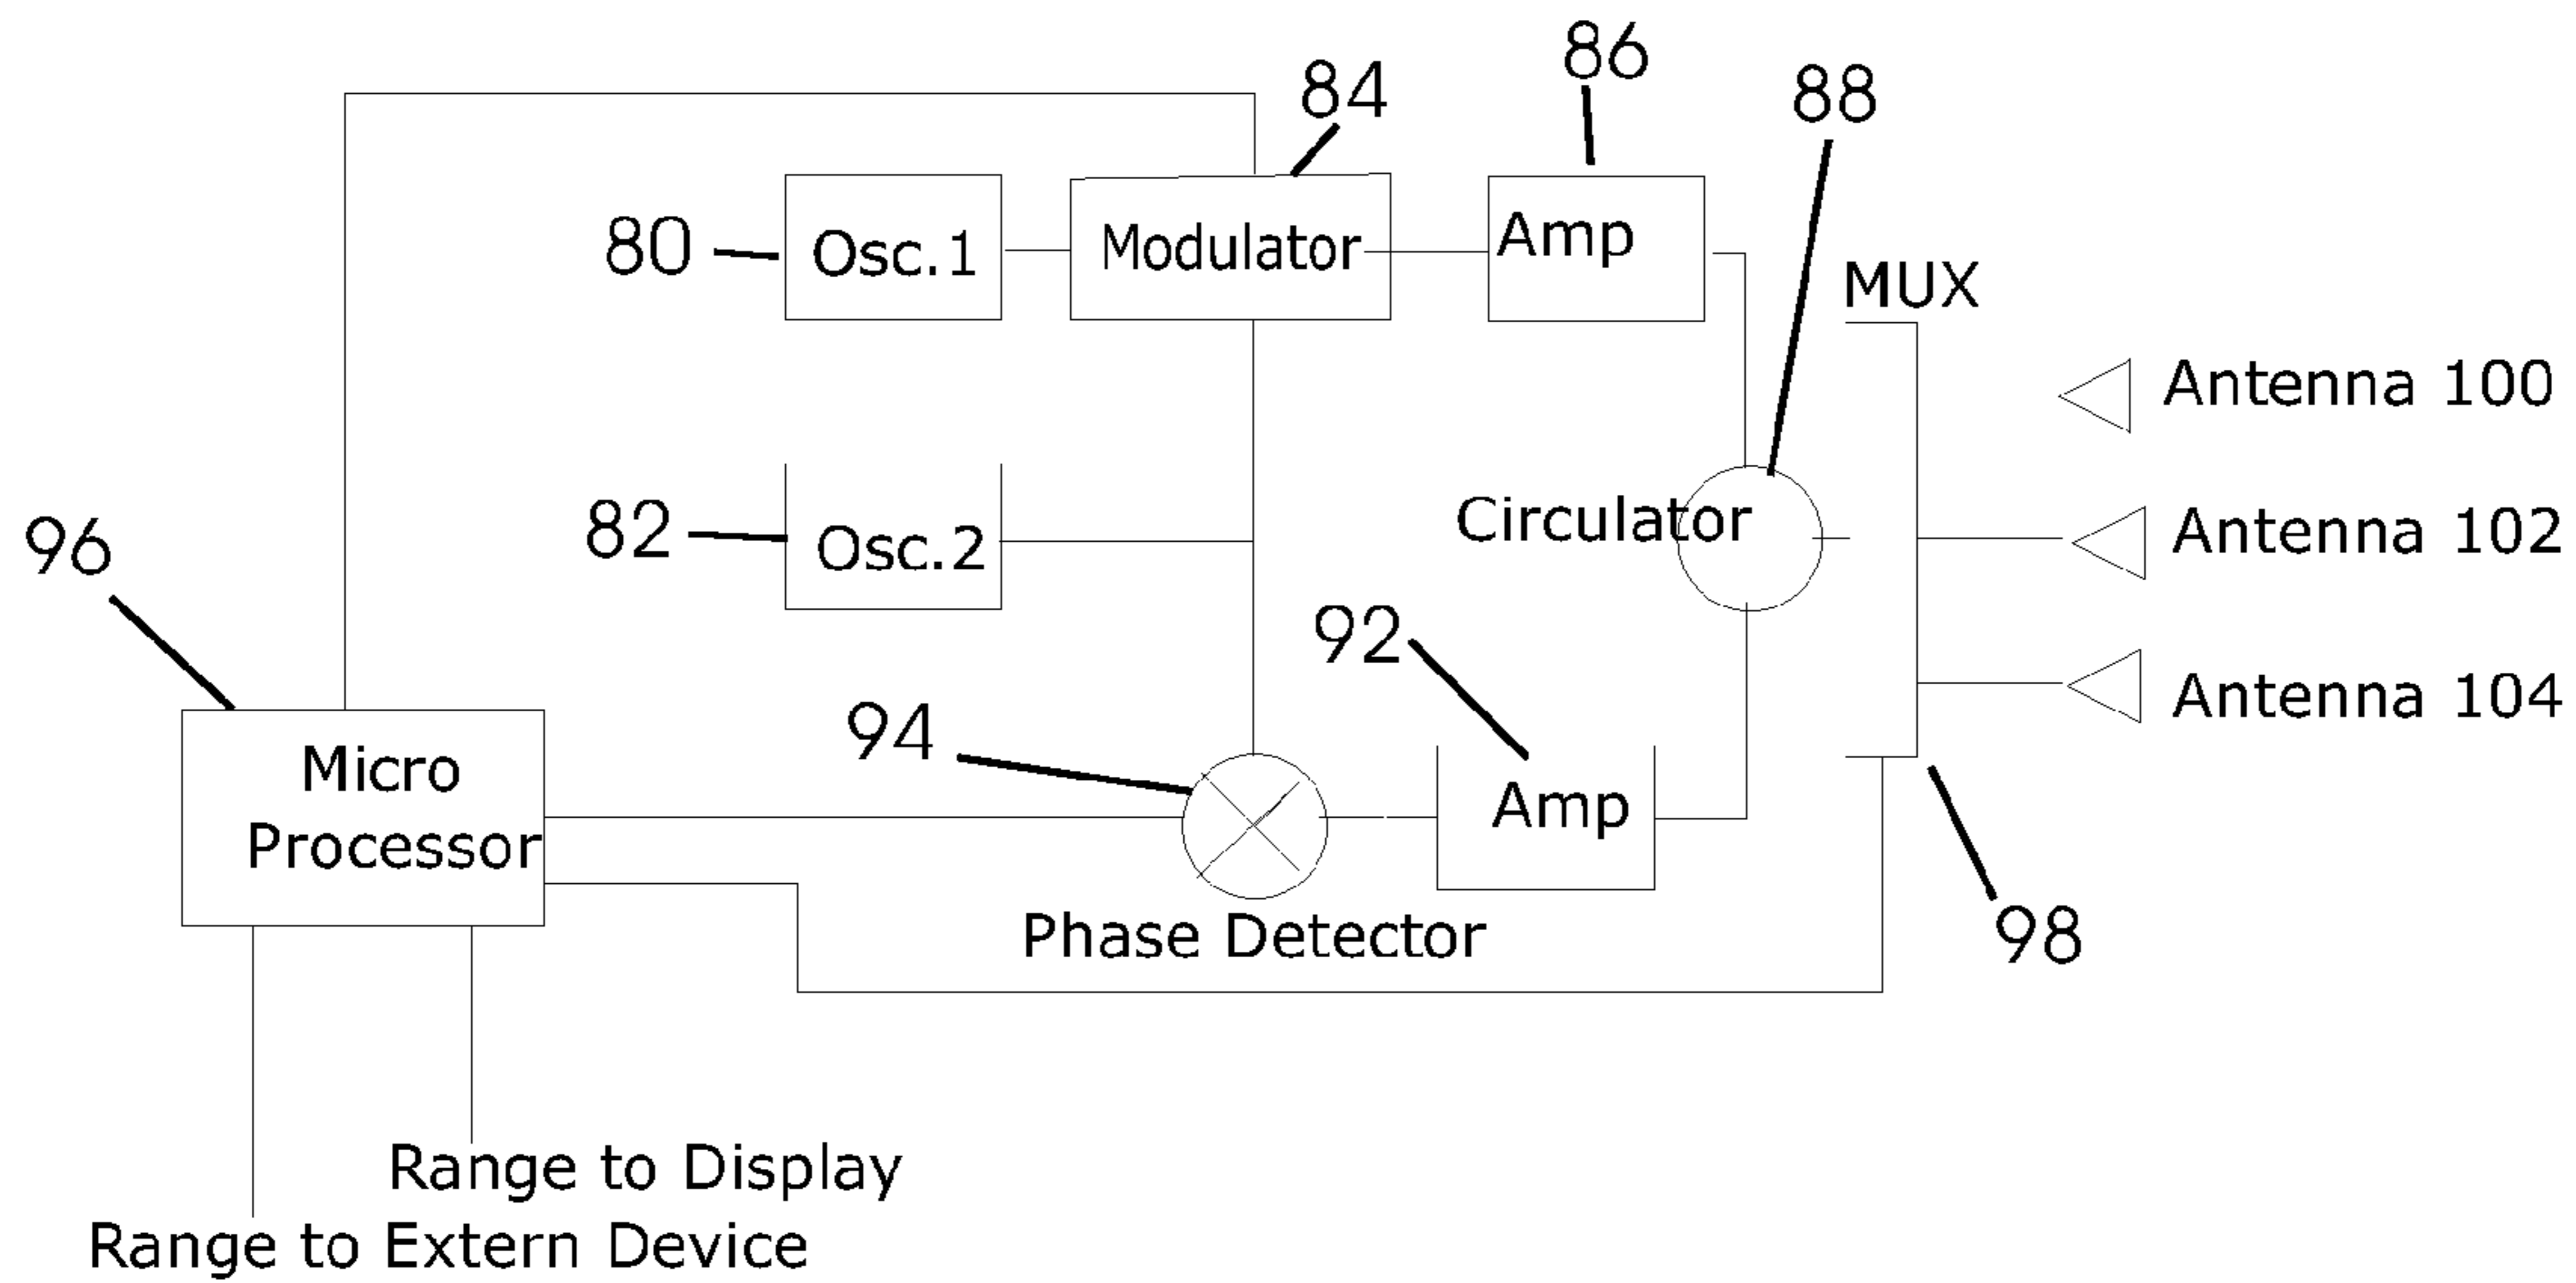 86
84
88
80
Osc.1
Modulator
Amp
MUX
Antenna 100
82
Osc.2
Circulator
Antenna 102
96
92
Antenna 104
94
Micro
Processor
Amp
Phase Detector
98
Range to Display
Range to Extern Device